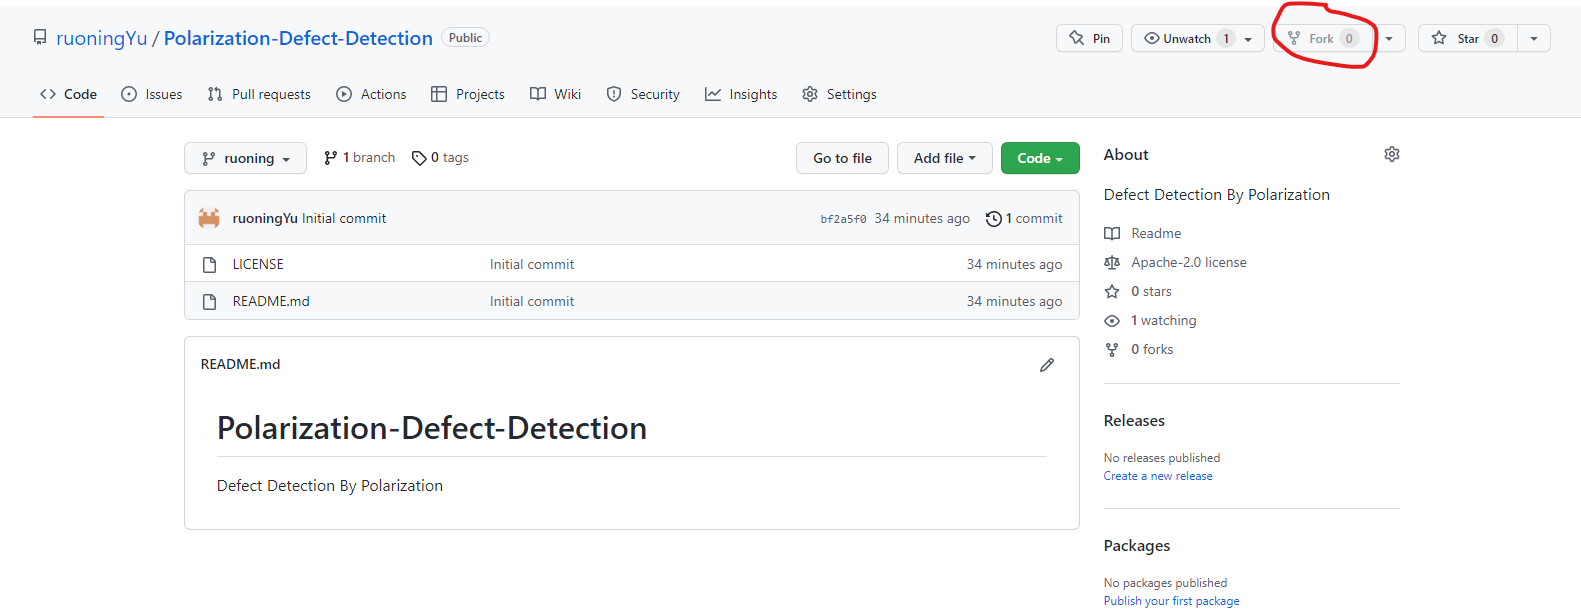 ruoningYu / Polarization-Defect-Detection Public Pin Unwatch 1 Fork 0 Star 0
Code Issues Pull requests Actions Projects Wiki Security Insights Settings
ruoning 1 branch 0 tags Go to file Add file Code
ruoningYu Initial commit bf2a5f0 34 minutes ago 1 commit
LICENSE Initial commit 34 minutes ago
README.md Initial commit 34 minutes ago
README.md
Polarization-Defect-Detection
Defect Detection By Polarization
About
Defect Detection By Polarization
Readme
Apache-2.0 license
0 stars
1 watching
0 forks
Releases
No releases published
Create a new release
Packages
No packages published
Publish your first package